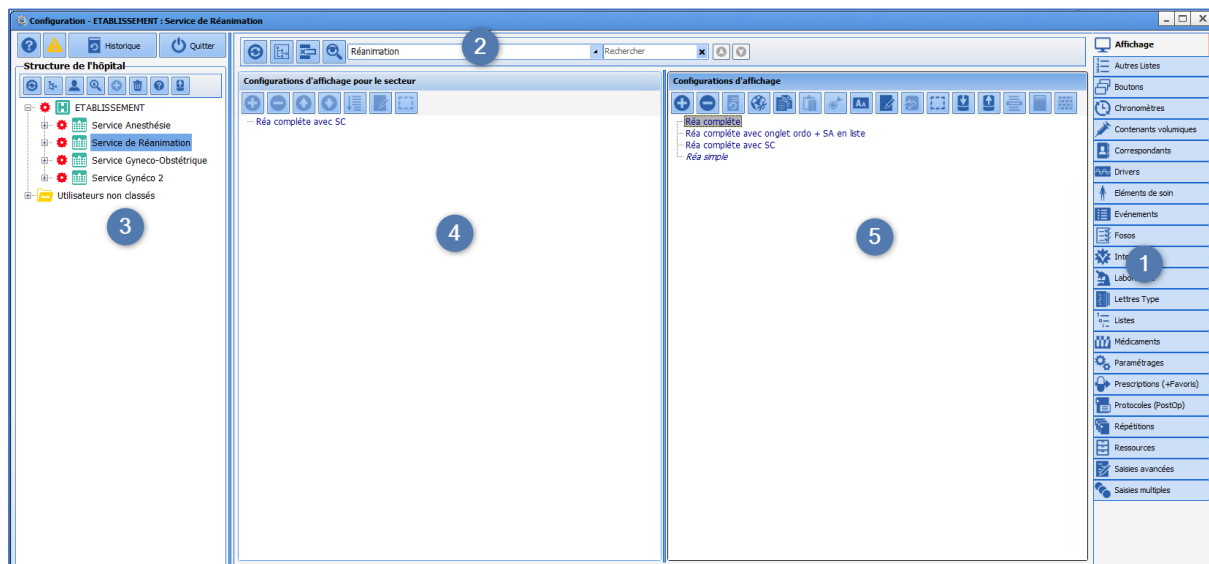 Configuration - ETABLISSEMENT : Service de Réanimation
Historique
Quitter
Structure de l'hôpital
ETABLISSEMENT
Service Anesthésie
Service de Réanimation
Service Gyneco-Obstétrique
Service Gynéco 2
Utilisateurs non classés
3
Réanimation
2
Rechercher
Configurations d'affichage pour le secteur
Réa compléte avec SC
4
Configurations d'affichage
Réa compléte
Réa compléte avec onglet ordo + SA en liste
Réa compléte avec SC
Réa simple
5
Affichage
Autres Listes
Boutons
Chronomètres
Contenants volumiques
Correspondants
Drivers
Eléments de soin
Evénements
Fosos
1
Lettres Type
Listes
Médicaments
Paramétrages
Prescriptions (+Favoris)
Protocoles (PostOp)
Répétitions
Ressources
Saisies avancées
Saisies multiples